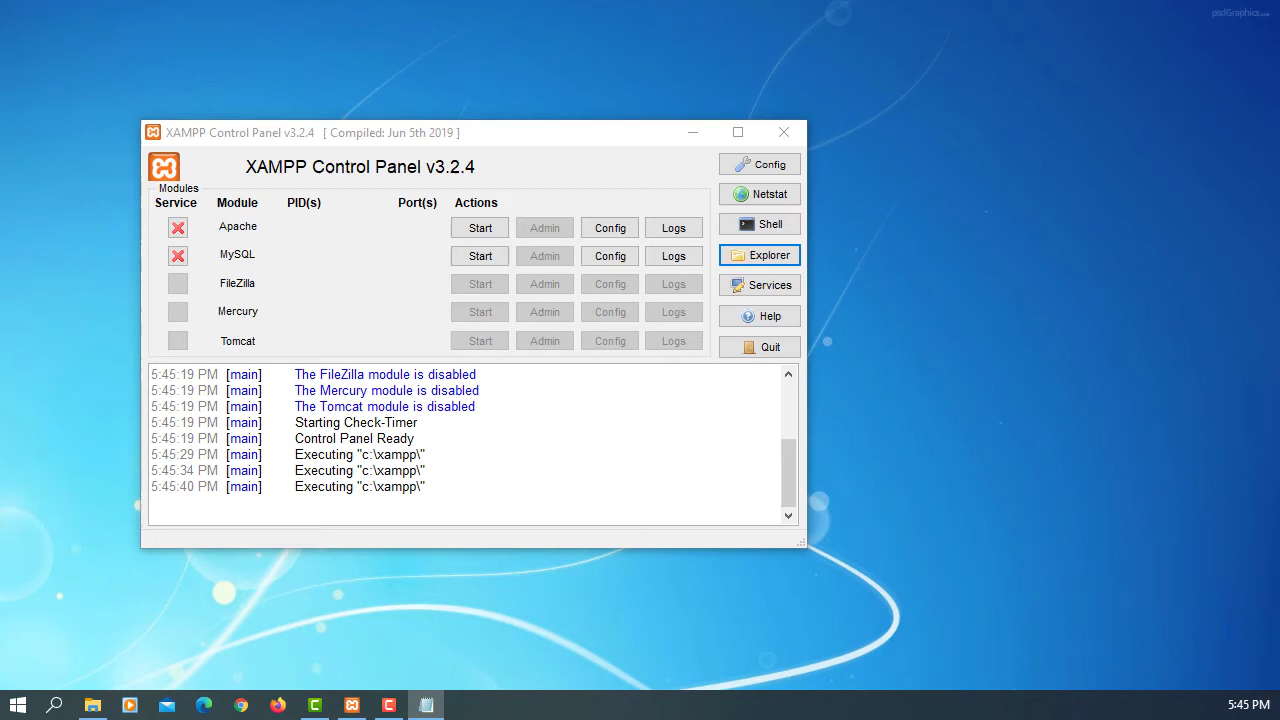 psdGraphics.com
XAMPP Control Panel v3.2.4 [ Compiled: Jun 5th 2019 ]
XAMPP Control Panel v3.2.4
Config
Modules
Netstat
Service Module PID(s) Port(s) Actions
Apache Start Admin Config Logs
Shell
MySQL Start Admin Config Logs
Explorer
FileZilla Start Admin Config Logs
Services
Mercury Start Admin Config Logs
Help
Tomcat Start Admin Config Logs
Quit
5:45:19 PM [main] The FileZilla module is disabled
5:45:19 PM [main] The Mercury module is disabled
5:45:19 PM [main] The Tomcat module is disabled
5:45:19 PM [main] Starting Check-Timer
5:45:19 PM [main] Control Panel Ready
5:45:29 PM [main] Executing "c:\xampp\"
5:45:34 PM [main] Executing "c:\xampp\"
5:45:40 PM [main] Executing "c:\xampp\"
5:45 PM